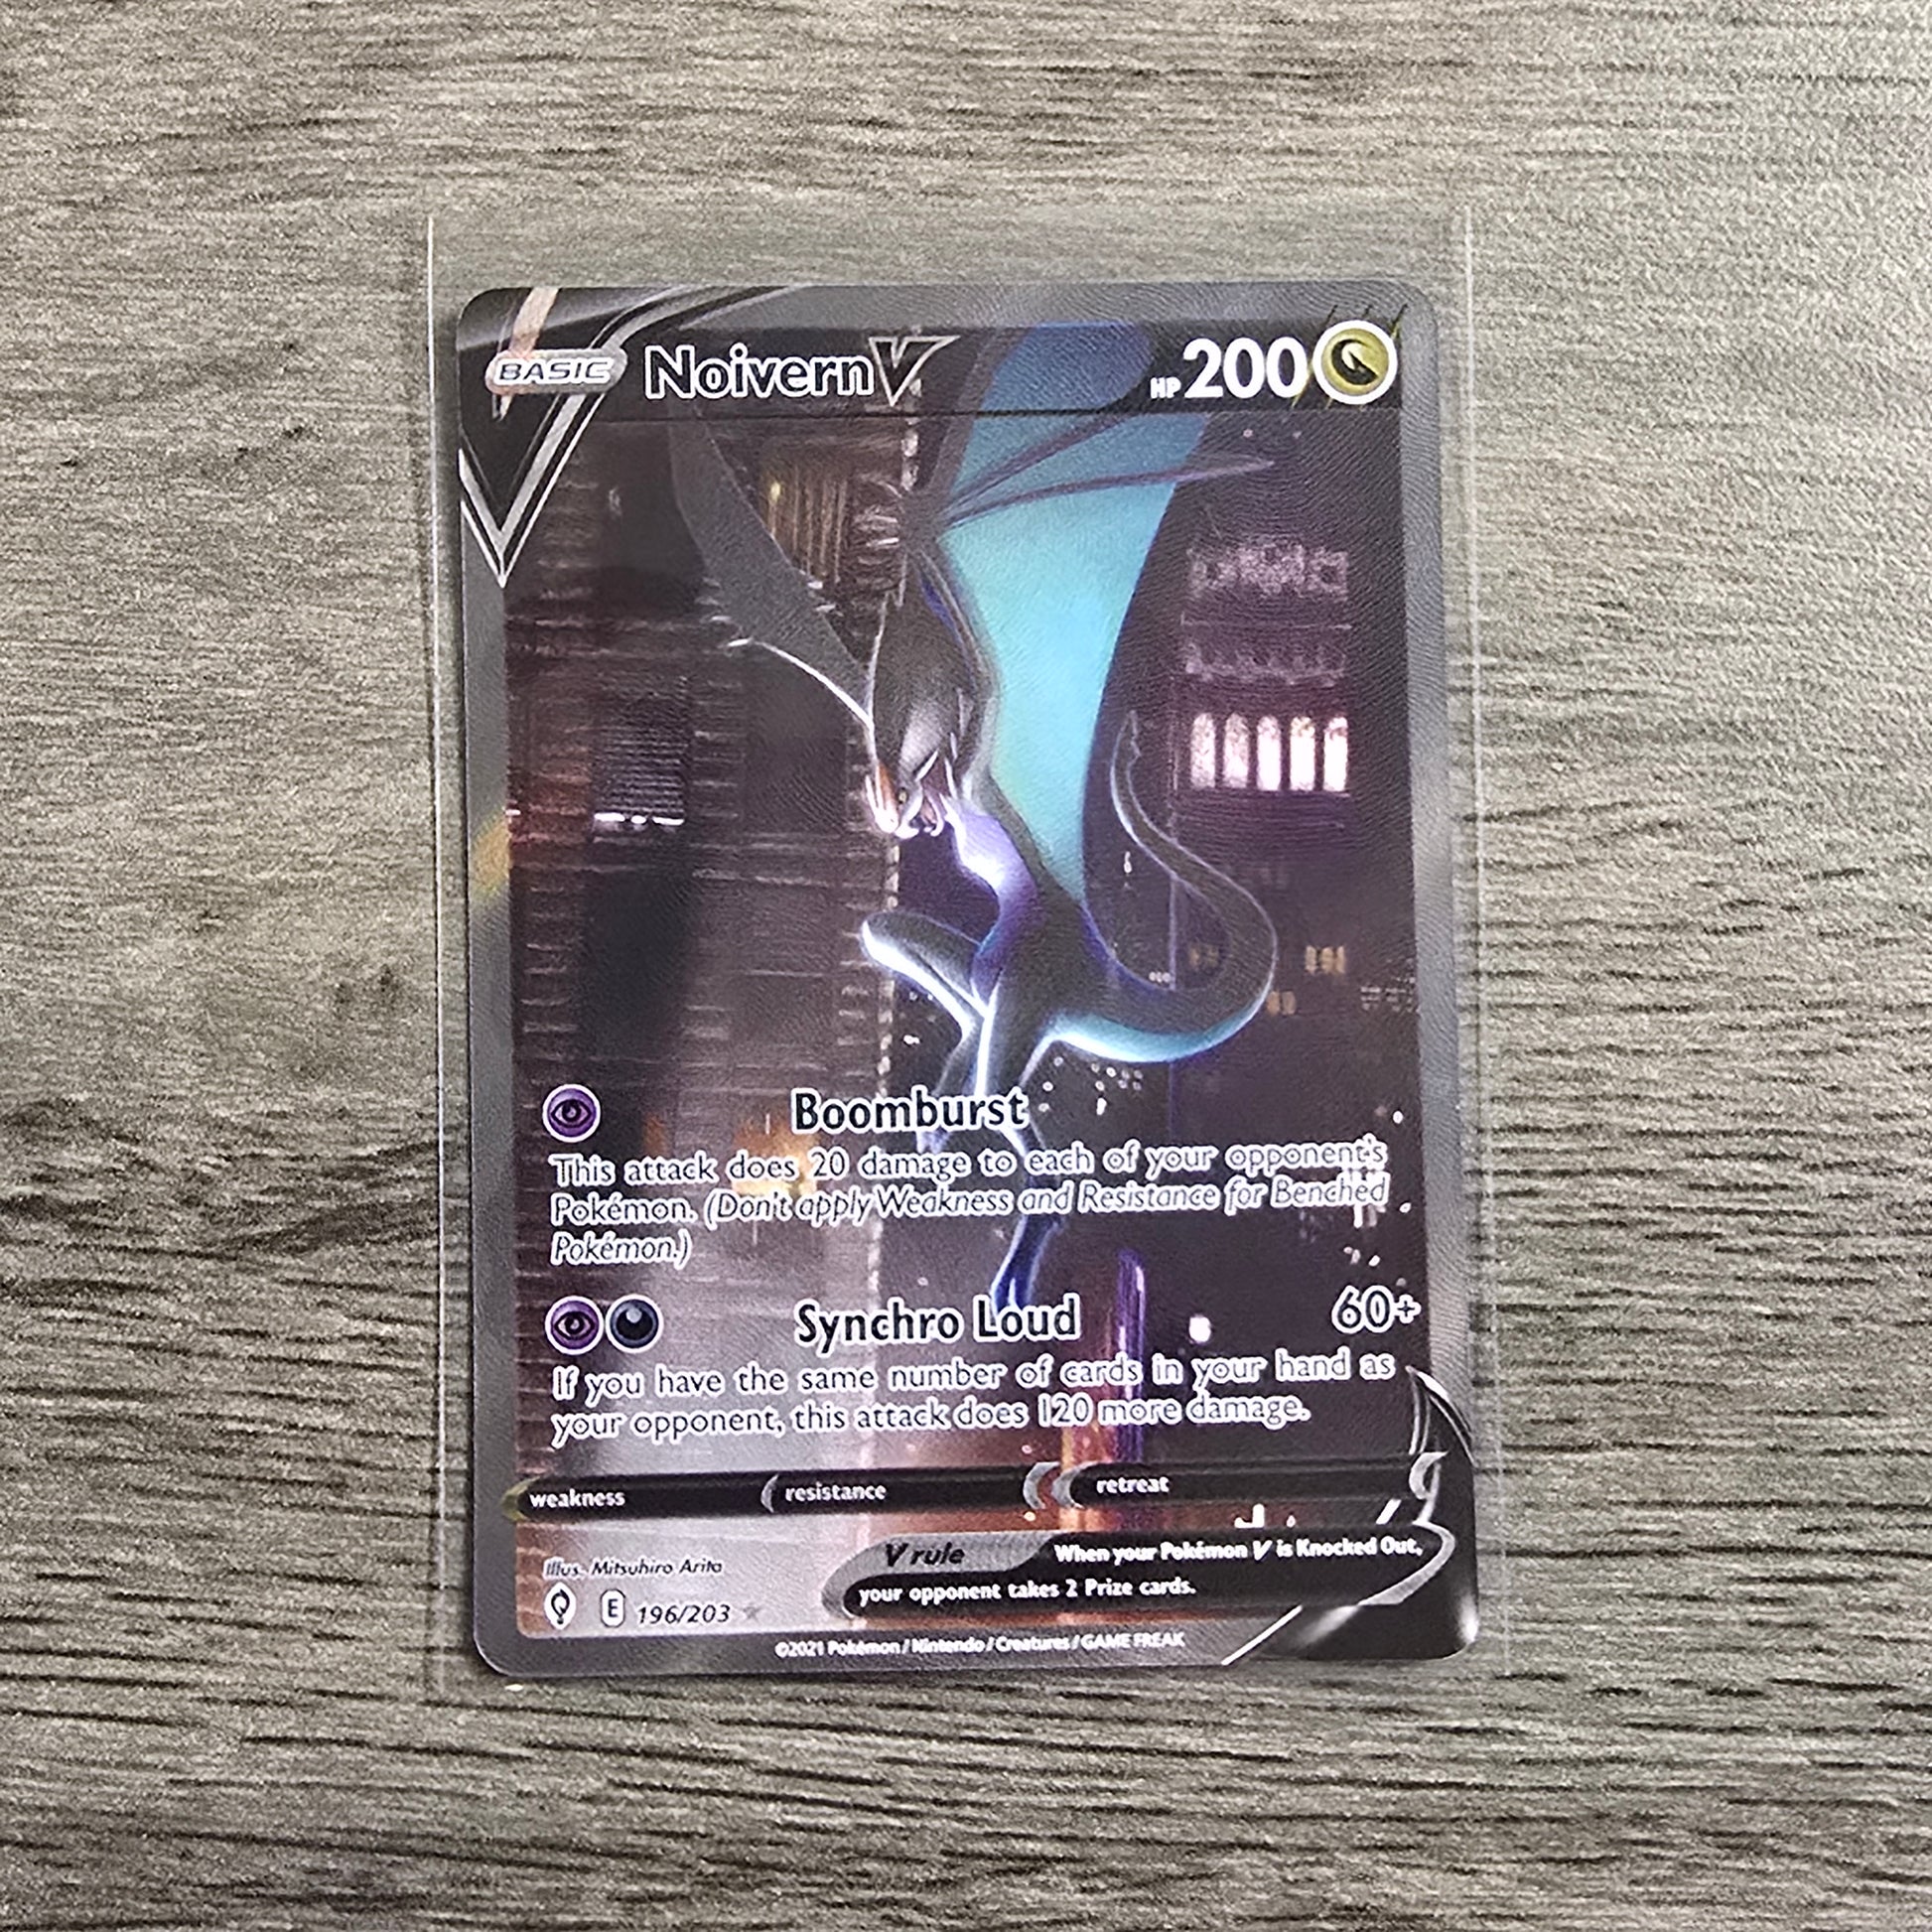 BASIC NoivernV HP 200
Boomburst
This attack does 20 damage to each of your opponent's
Pokémon. (Don't apply Weakness and Resistance for Benched
Pokémon.)
Synchro Loud 60+
If you have the same number of cards in your hand as
your opponent, this attack does 120 more damage.
weakness resistance retreat
Illus. Mitsuhiro Arita
V rule When your Pokémon V is Knocked Out,
your opponent takes 2 Prize cards.
E 196/203
©2021 Pokémon / Nintendo / Creatures / GAME FREAK